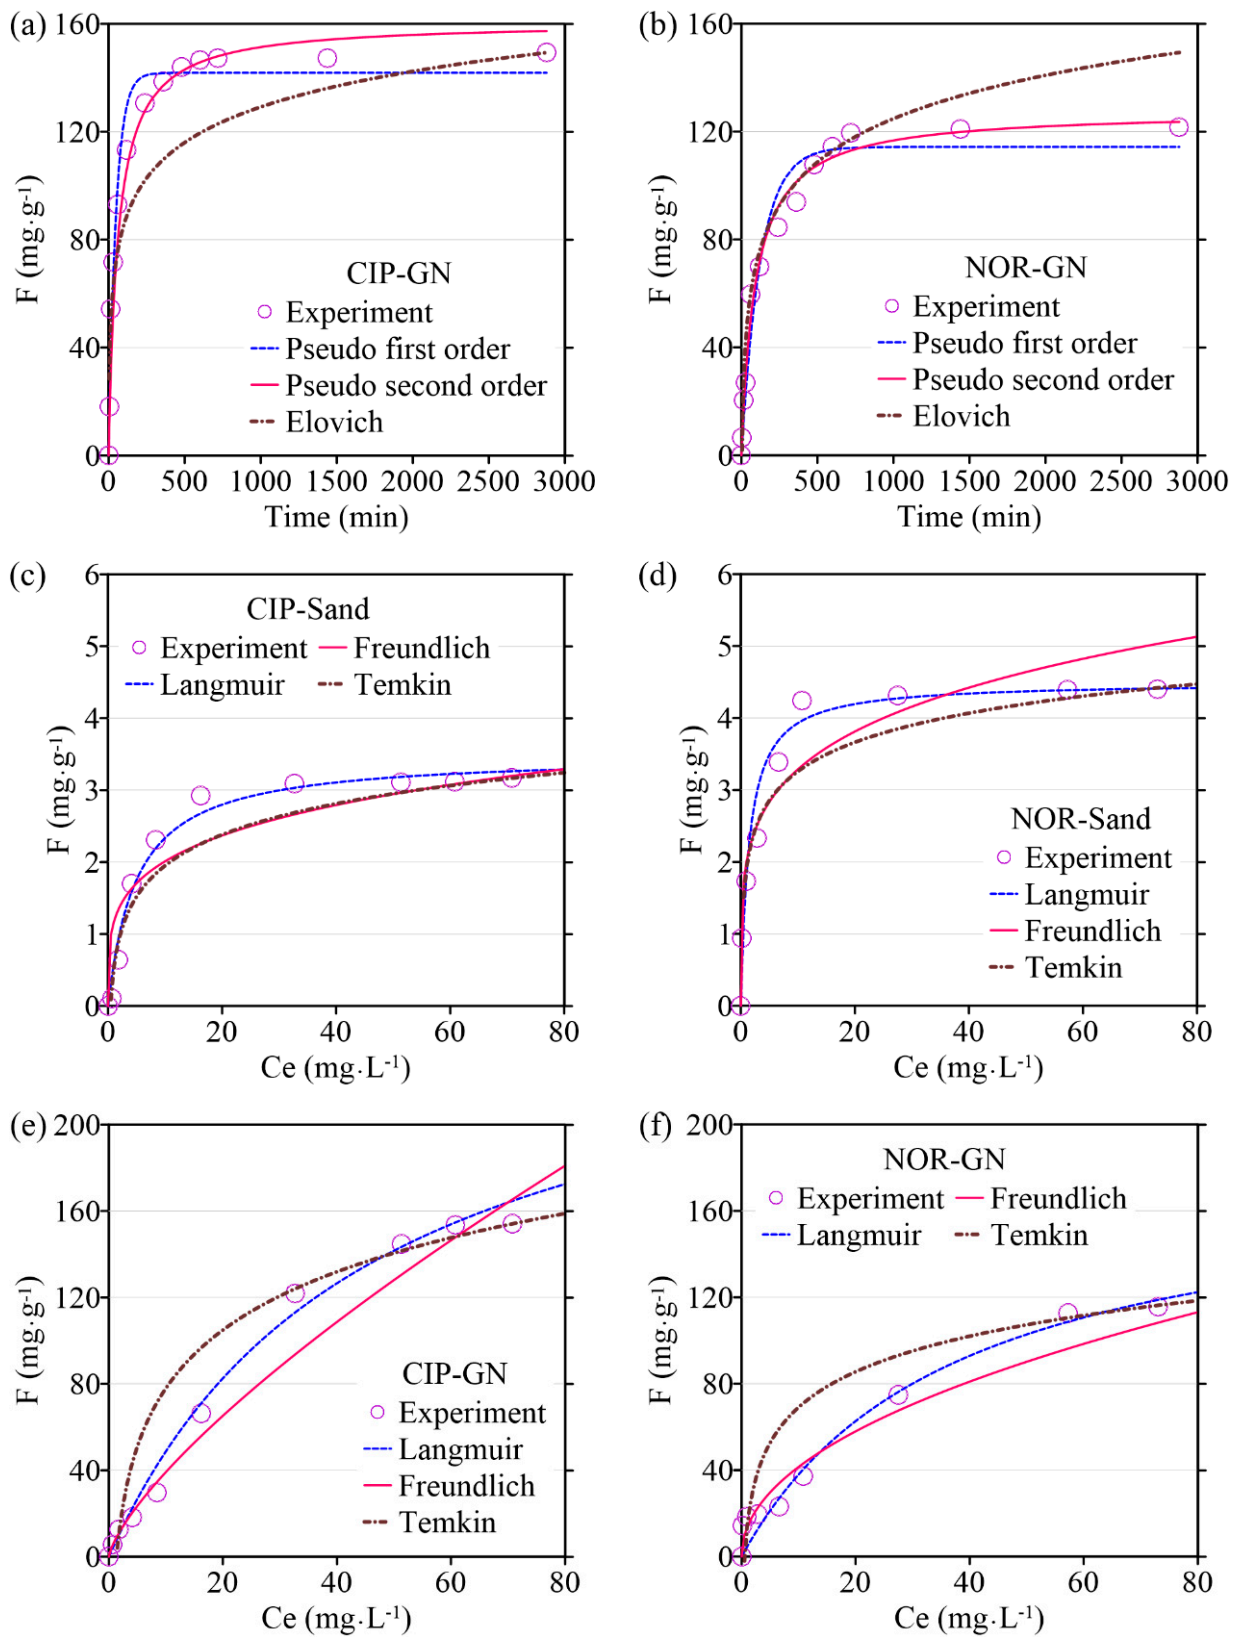 (a)
160
120
80
40
0
F (mg·g-1)
CIP-GN
Experiment
Pseudo first order
Pseudo second order
Elovich
0 500 1000 1500 2000 2500 3000
Time (min)
(b)
160
120
80
40
0
F (mg·g-1)
NOR-GN
Experiment
Pseudo first order
Pseudo second order
Elovich
0 500 1000 1500 2000 2500 3000
Time (min)
(c)
6
5
4
3
2
1
0
F (mg·g-1)
CIP-Sand
Experiment Freundlich
Langmuir Temkin
0 20 40 60 80
Ce (mg·L-1)
(d)
6
5
4
3
2
1
0
F (mg·g-1)
NOR-Sand
Experiment
Langmuir
Freundlich
Temkin
0 20 40 60 80
Ce (mg·L-1)
(e)
200
160
120
80
40
0
F (mg·g-1)
CIP-GN
Experiment
Langmuir
Freundlich
Temkin
0 20 40 60 80
Ce (mg·L-1)
(f)
200
160
120
80
40
0
F (mg·g-1)
NOR-GN
Experiment Freundlich
Langmuir Temkin
0 20 40 60 80
Ce (mg·L-1)